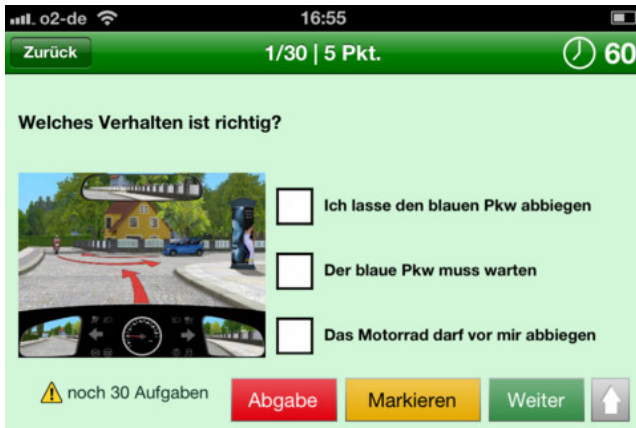 o2-de 16:55
Zurück 1/30 | 5 Pkt. 60
Welches Verhalten ist richtig?
Ich lasse den blauen Pkw abbiegen
Der blaue Pkw muss warten
Das Motorrad darf vor mir abbiegen
noch 30 Aufgaben
Abgabe
Markieren
Weiter